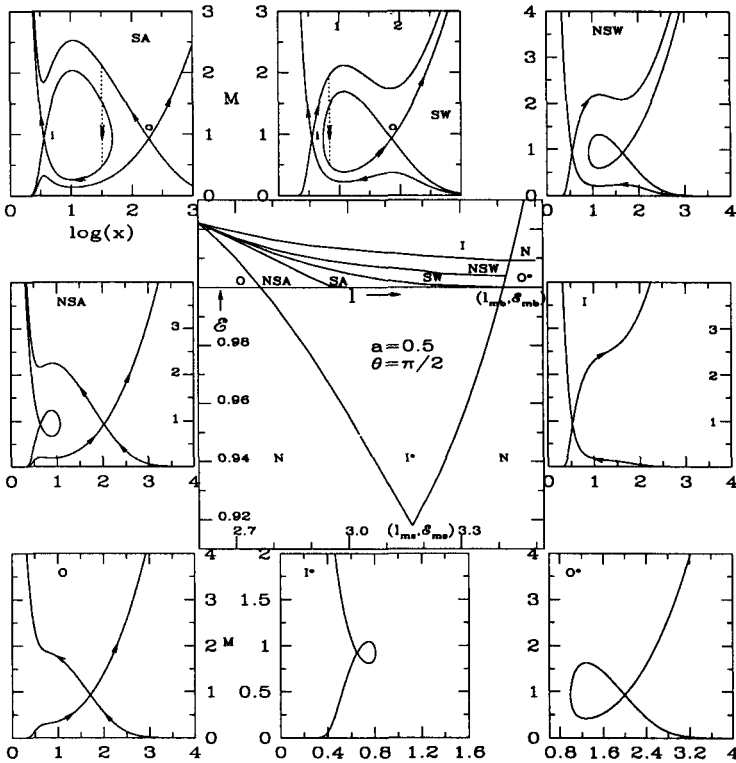 3 SA 3 1 2 4 NSW
2 M 2 3
1 1 SW 2
1 i o 1 i o 1
0 0 0
0 1 2 3 0 1 2 3 0 1 2 3 4
log(x)
I N
NSW
O NSA SA SW O*
l (l_mb, ℰ_mb)
NSA ℰ I
3 0.98 a=0.5 3
θ=π/2
2 0.96 2
1 0.94 N I* N 1
0.92
0 1 2 3 4 2.7 3.0 (l_ms, ℰ_ms) 3.3 0 1 2 3 4
O 4 2 I* O* 4
3 1.5 3
2 M 1 2
1 0.5 1
0 0 0
0 1 2 3 4 0 0.4 0.8 1.2 1.6 0.8 1.6 2.4 3.2 4